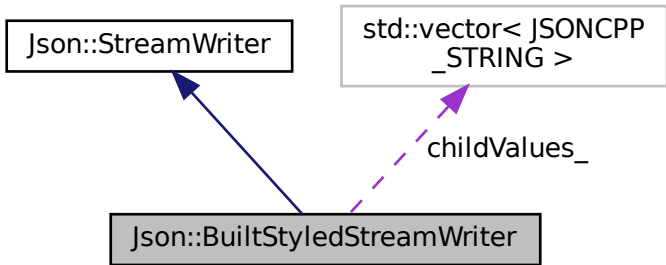 Json::StreamWriter
std::vector< JSONCPP
_STRING >
childValues_
Json::BuiltStyledStreamWriter